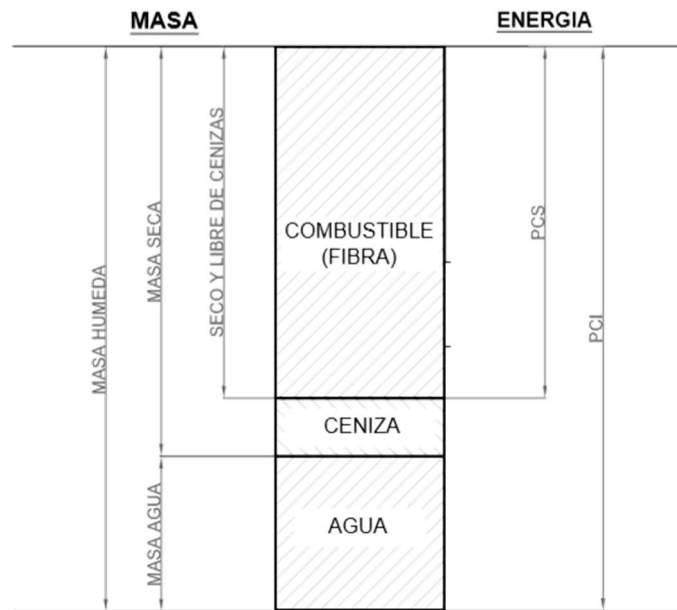 MASA
ENERGIA
MASA HUMEDA
MASA SECA
MASA AGUA
SECO Y LIBRE DE CENIZAS
COMBUSTIBLE
(FIBRA)
CENIZA
AGUA
PCS
PCI